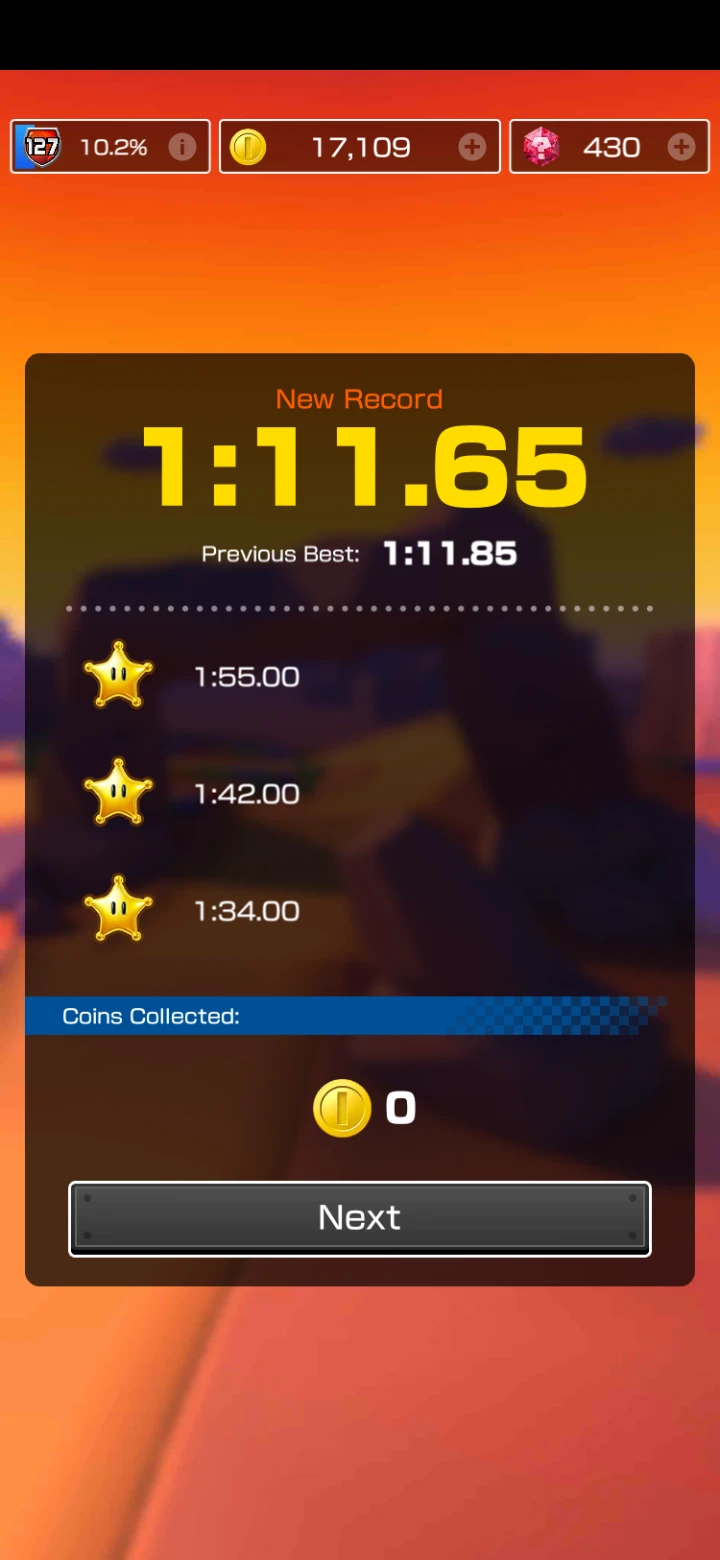 127 10.2% i 17,109 + ? 430 +
New Record
1:11.65
Previous Best: 1:11.85
1:55.00
1:42.00
1:34.00
Coins Collected:
0
Next